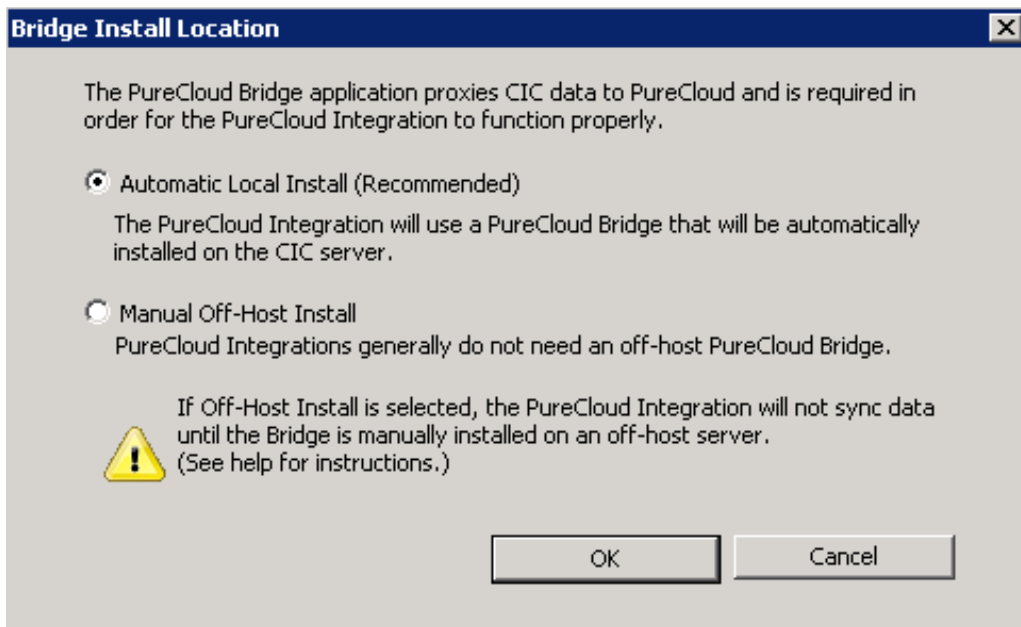 Bridge Install Location
The PureCloud Bridge application proxies CIC data to PureCloud and is required in
order for the PureCloud Integration to function properly.
Automatic Local Install (Recommended)
The PureCloud Integration will use a PureCloud Bridge that will be automatically
installed on the CIC server.
Manual Off-Host Install
PureCloud Integrations generally do not need an off-host PureCloud Bridge.
If Off-Host Install is selected, the PureCloud Integration will not sync data
until the Bridge is manually installed on an off-host server.
(See help for instructions.)
OK
Cancel